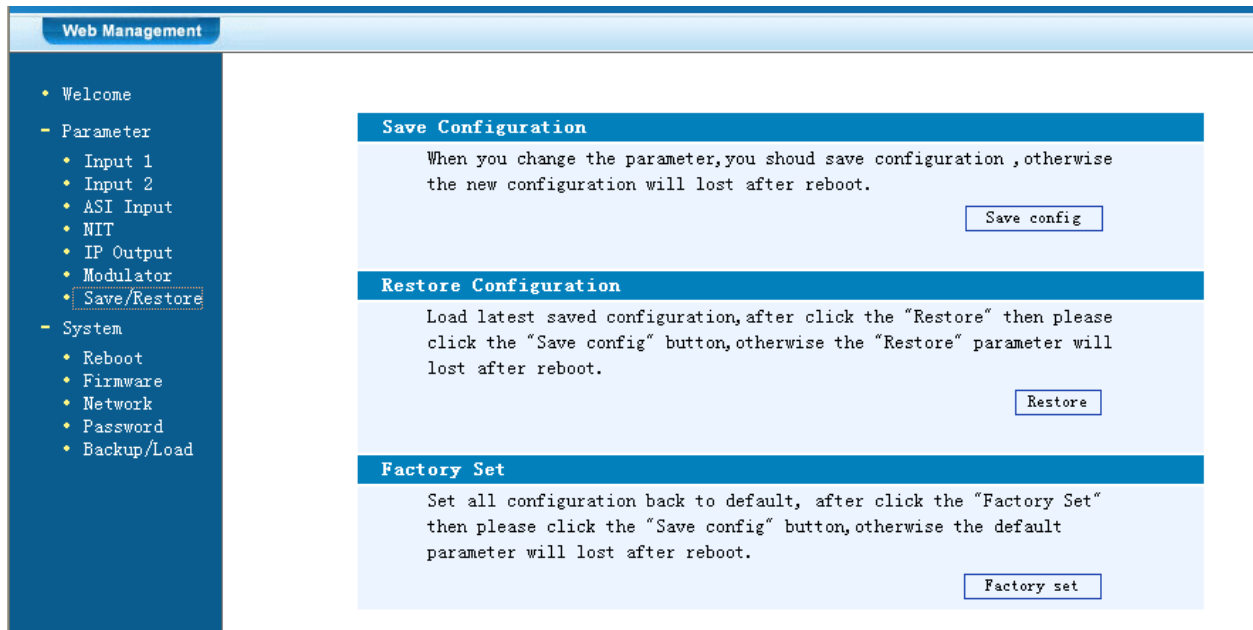 Web Management
Welcome
Parameter
Input 1
Input 2
ASI Input
NIT
IP Output
Modulator
Save/Restore
System
Reboot
Firmware
Network
Password
Backup/Load
Save Configuration
When you change the parameter,you shoud save configuration ,otherwise
the new configuration will lost after reboot.
Save config
Restore Configuration
Load latest saved configuration,after click the "Restore" then please
click the "Save config" button,otherwise the "Restore" parameter will
lost after reboot.
Restore
Factory Set
Set all configuration back to default, after click the "Factory Set"
then please click the "Save config" button,otherwise the default
parameter will lost after reboot.
Factory set